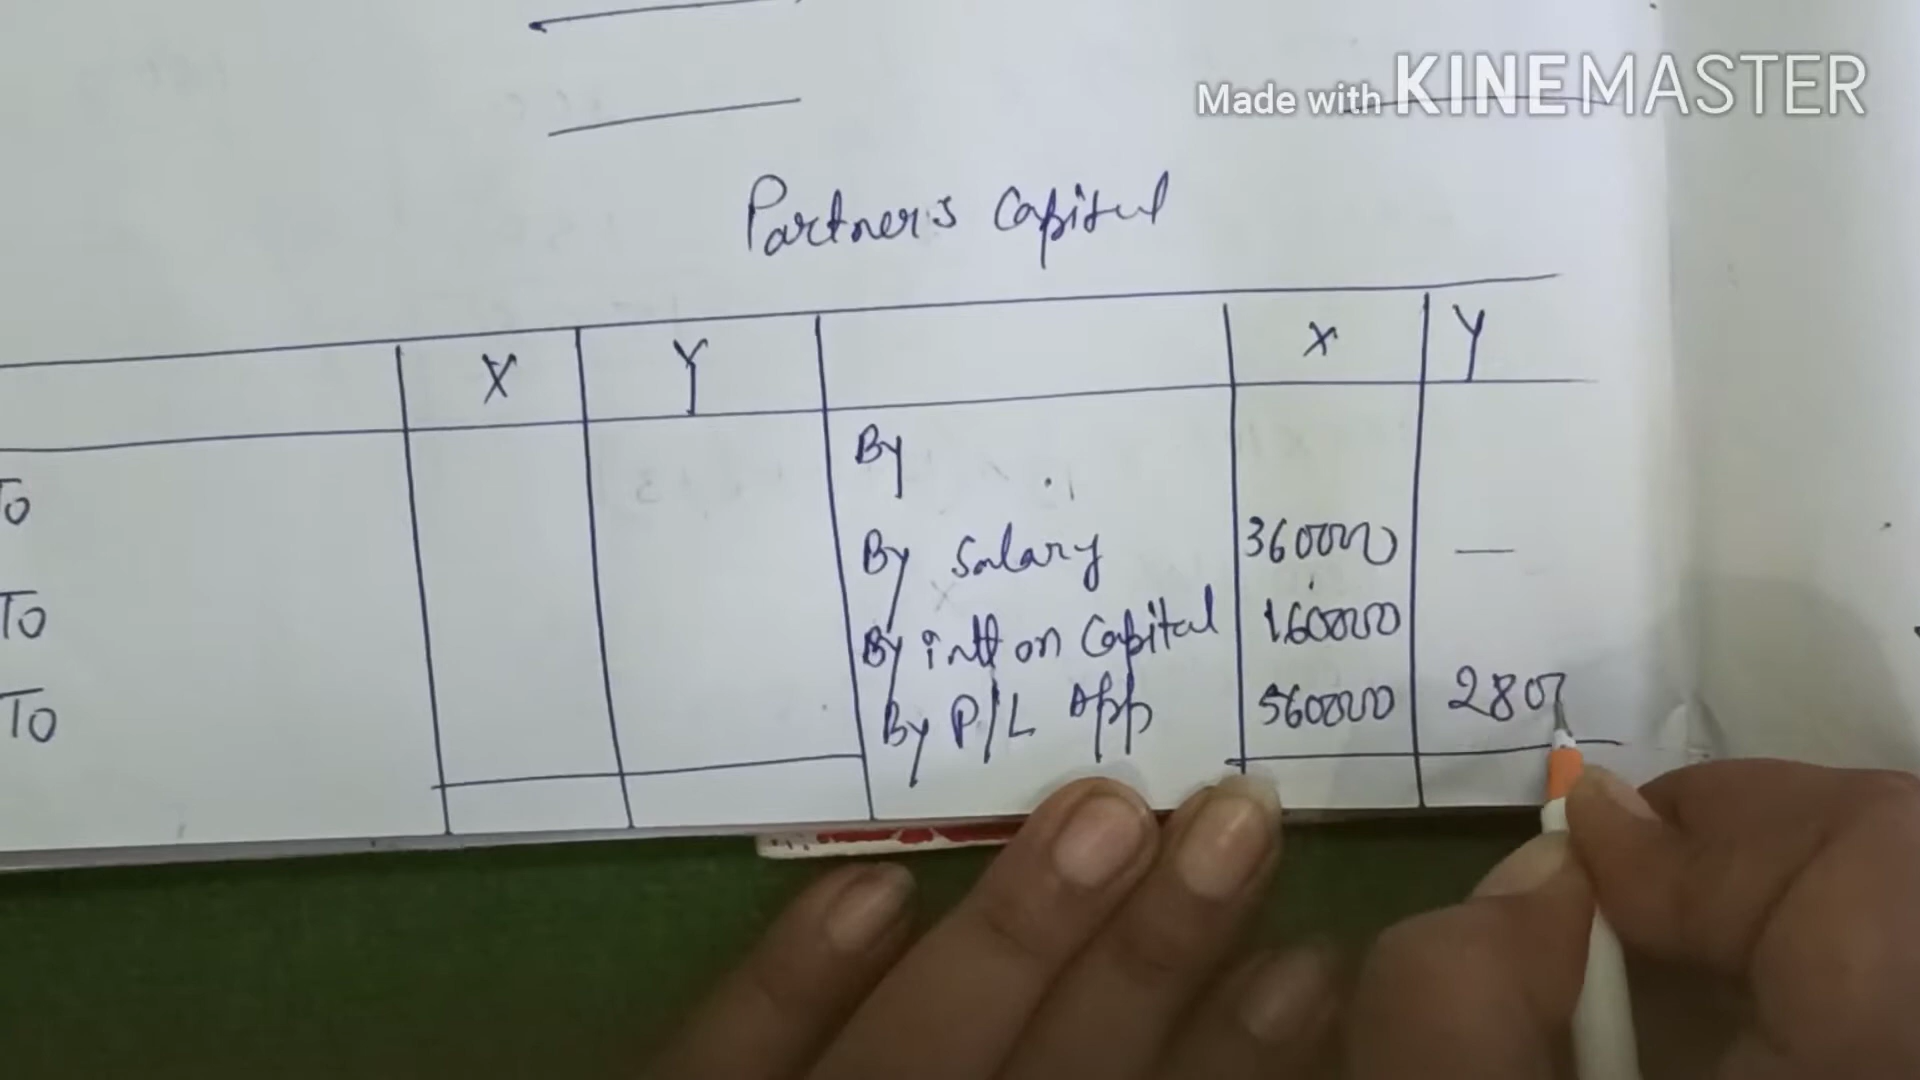 Made with KINEMASTER
Partner's Capital
X Y X Y
By
To
By Salary 360000 —
To
By intt on Capital 160000
To
By P/L App 560000 280